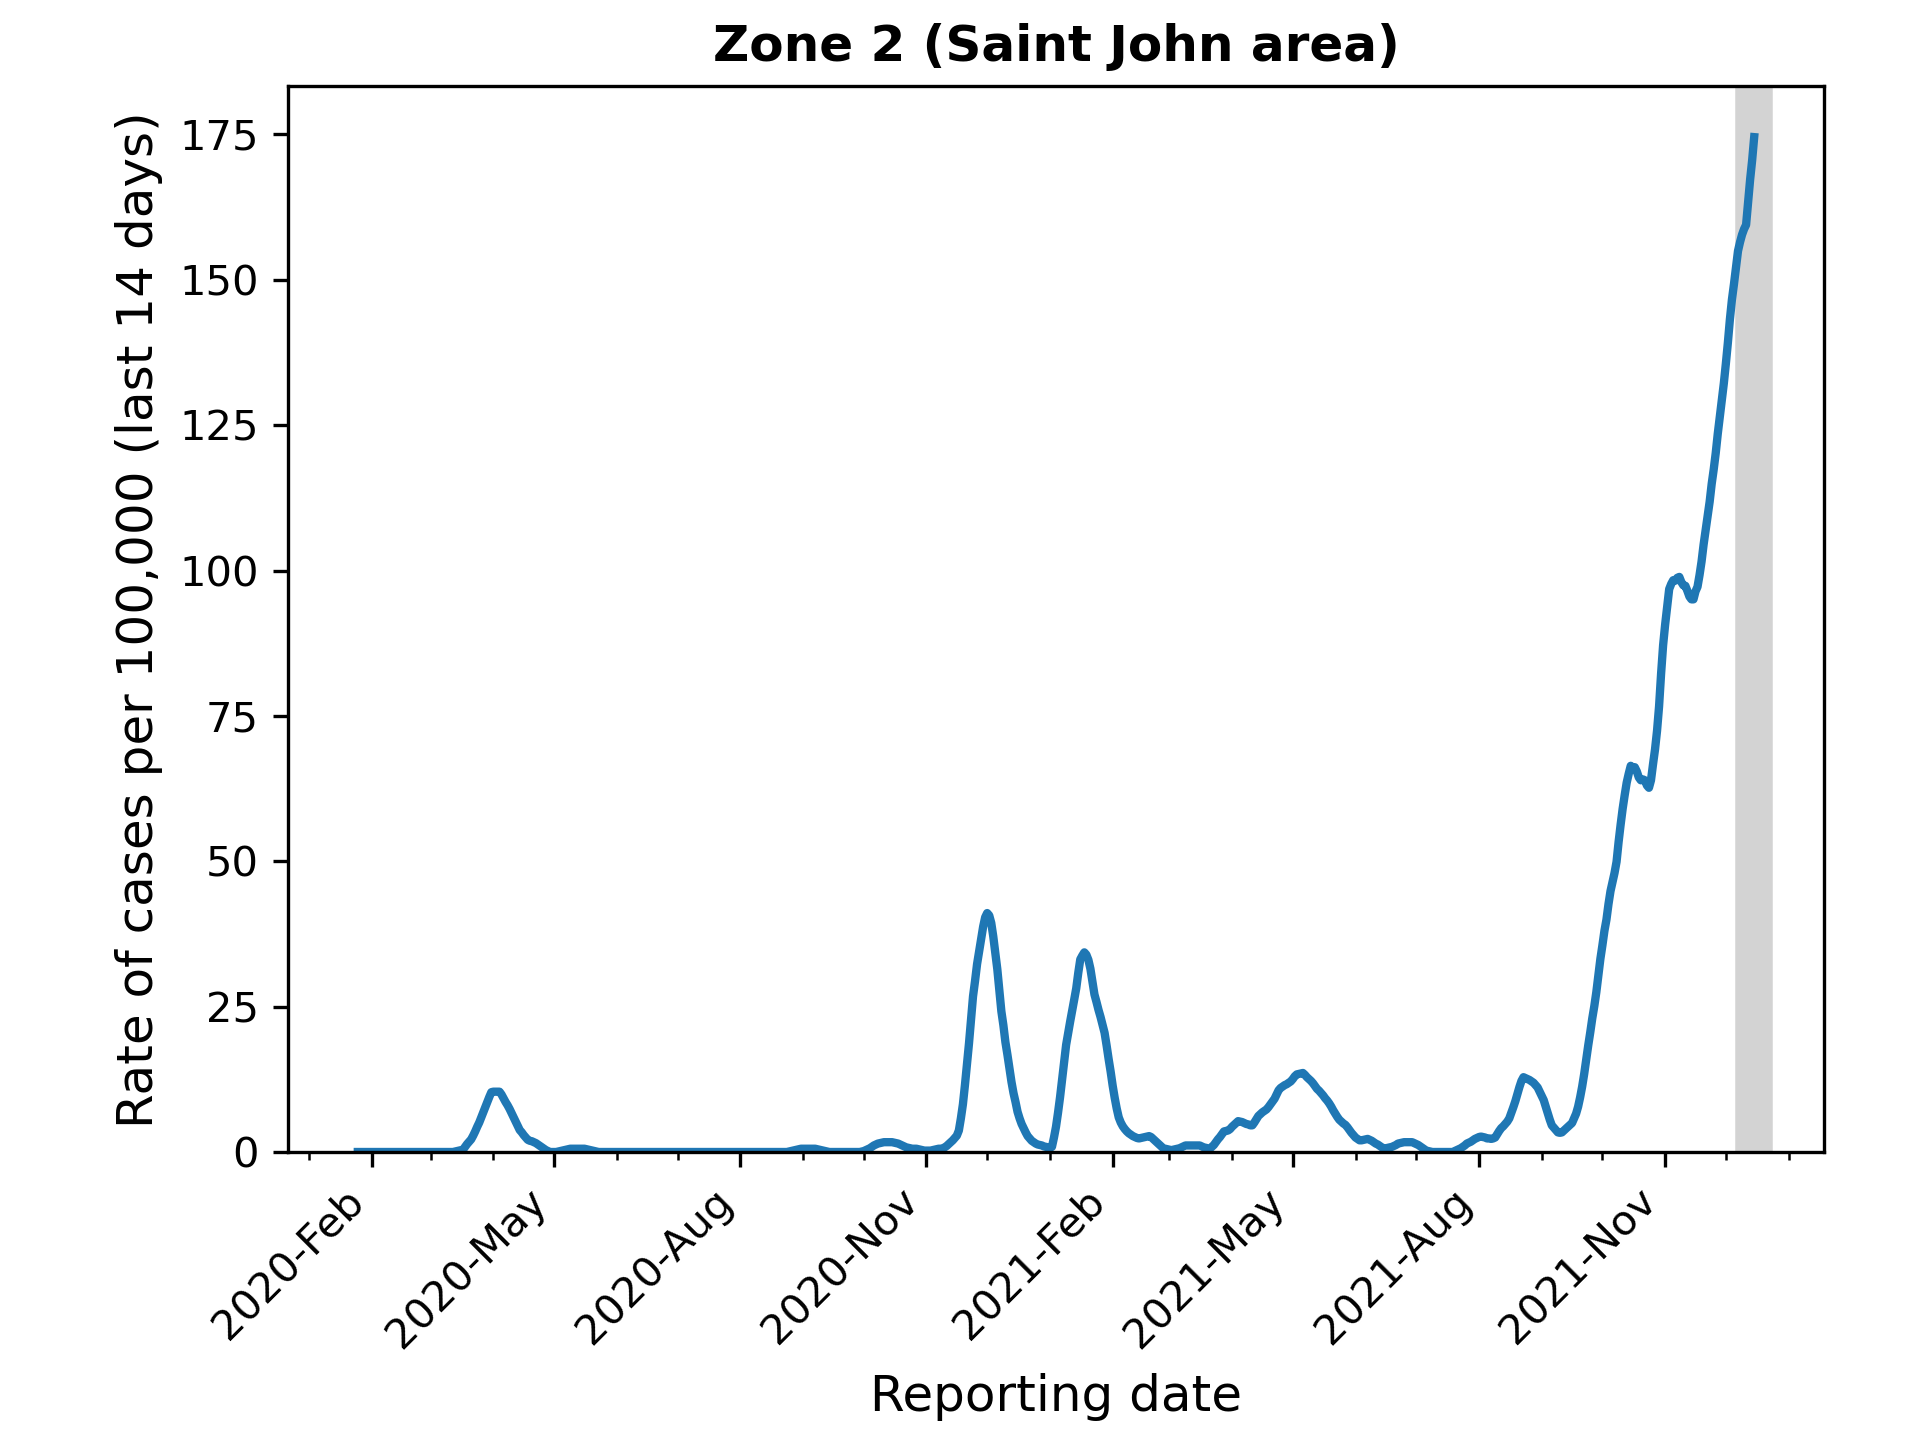 Zone 2 (Saint John area)
Rate of cases per 100,000 (last 14 days)
175
150
125
100
75
50
25
0
2020-Feb
2020-May
2020-Aug
2020-Nov
2021-Feb
2021-May
2021-Aug
2021-Nov
Reporting date